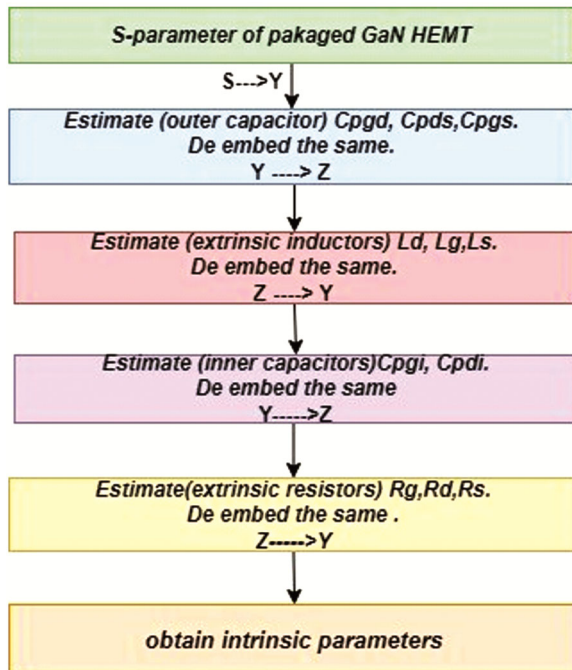 S-parameter of pakaged GaN HEMT
S--->Y
Estimate (outer capacitor) Cpgd, Cpds,Cpgs.
De embed the same.
Y ----> Z
Estimate (extrinsic inductors) Ld, Lg,Ls.
De embed the same.
Z ----> Y
Estimate (inner capacitors)Cpgi, Cpdi.
De embed the same
Y----->Z
Estimate(extrinsic resistors) Rg,Rd,Rs.
De embed the same .
Z----->Y
obtain intrinsic parameters